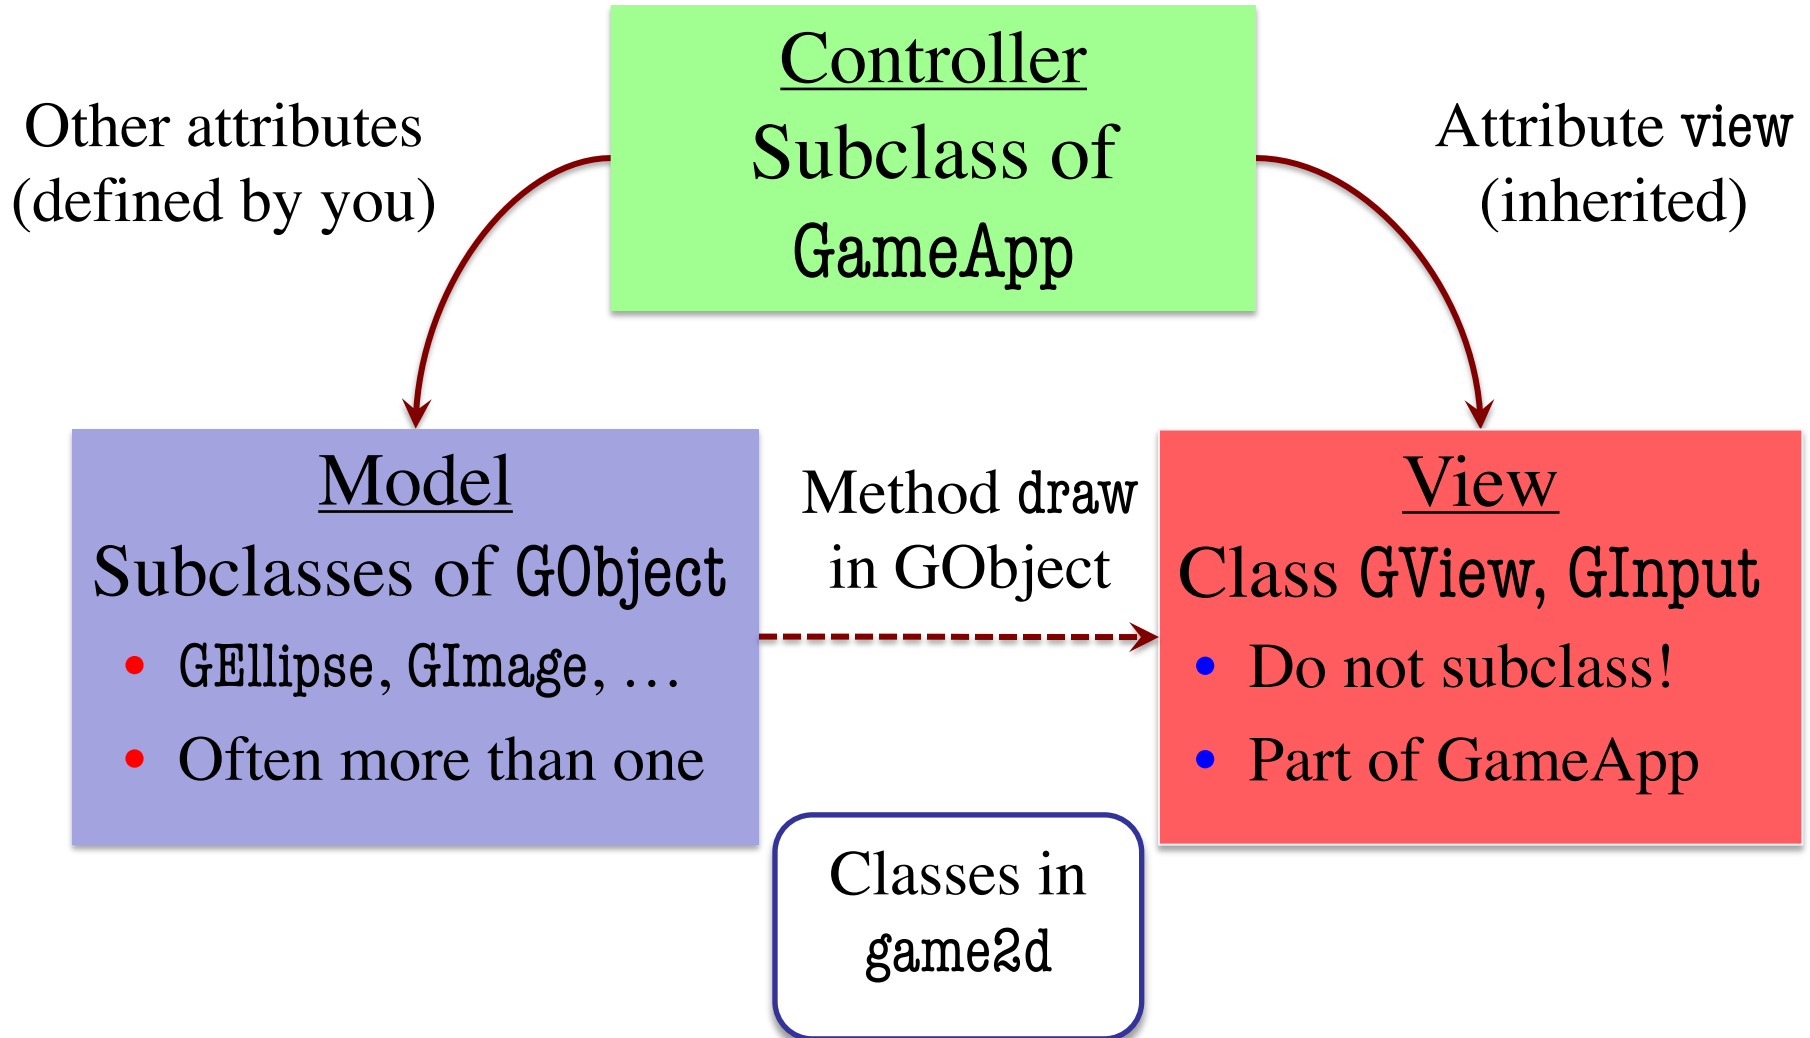 Controller
Subclass of
GameApp
Other attributes
(defined by you)
Attribute view
(inherited)
Model
Subclasses of GObject
• GEllipse, GImage, …
• Often more than one
Method draw
in GObject
View
Class GView, GInput
• Do not subclass!
• Part of GameApp
Classes in
game2d